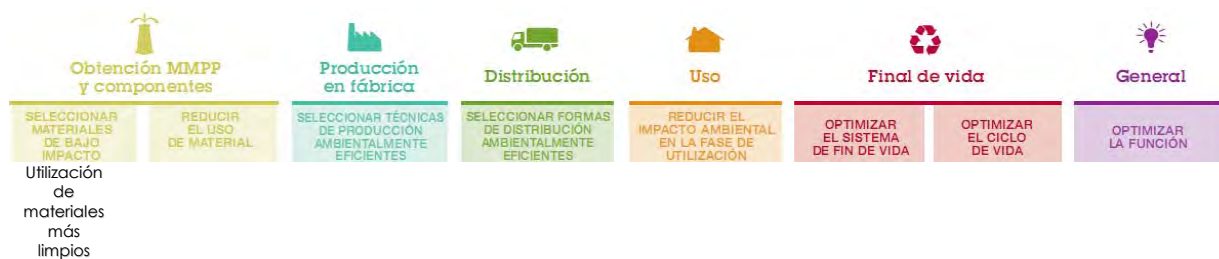 Obtención MMPP
y componentes
Producción
en fábrica
Distribución
Uso
Final de vida
General
SELECCIONAR
MATERIALES
DE BAJO
IMPACTO
REDUCIR
EL USO
DE MATERIAL
SELECCIONAR TÉCNICAS
DE PRODUCCIÓN
AMBIENTALMENTE
EFICIENTES
SELECCIONAR FORMAS
DE DISTRIBUCIÓN
AMBIENTALMENTE
EFICIENTES
REDUCIR EL
IMPACTO AMBIENTAL
EN LA FASE DE
UTILIZACIÓN
OPTIMIZAR
EL SISTEMA
DE FIN DE VIDA
OPTIMIZAR
EL CICLO
DE VIDA
OPTIMIZAR
LA FUNCIÓN
Utilización
de
materiales
más
limpios